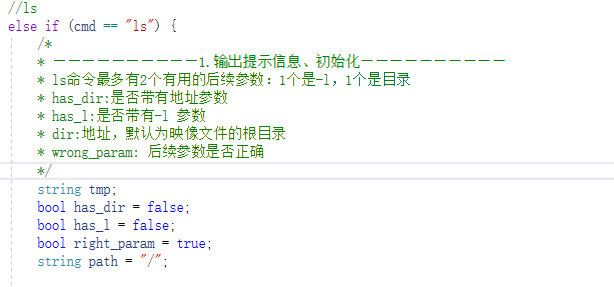 //ls
else if (cmd == "ls") {
/*
* ——————————1.输出提示信息、初始化——————————
* ls命令最多有2个有用的后续参数：1个是-l，1个是目录
* has_dir:是否带有地址参数
* has_l:是否带有-l 参数
* dir:地址，默认为映像文件的根目录
* wrong_param: 后续参数是否正确
*/
string tmp;
bool has_dir = false;
bool has_l = false;
bool right_param = true;
string path = "/";